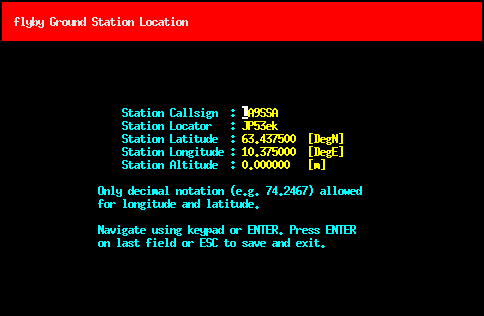 flyby Ground Station Location
Station Callsign : LA9SSA
Station Locator : JP53ek
Station Latitude : 63.437500 [DegN]
Station Longitude : 10.375000 [DegE]
Station Altitude : 0.000000 [m]
Only decimal notation (e.g. 74.2467) allowed
for longitude and latitude.
Navigate using keypad or ENTER. Press ENTER
on last field or ESC to save and exit.